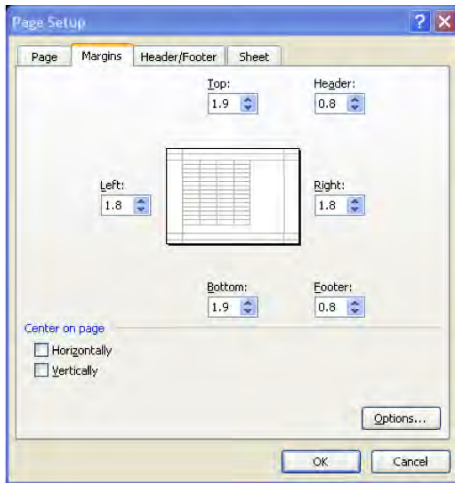 Page Setup
Page Margins Header/Footer Sheet
Top: Header:
1.9 0.8
Left: Right:
1.8 1.8
Bottom: Footer:
1.9 0.8
Center on page
Horizontally
Vertically
Options...
OK Cancel